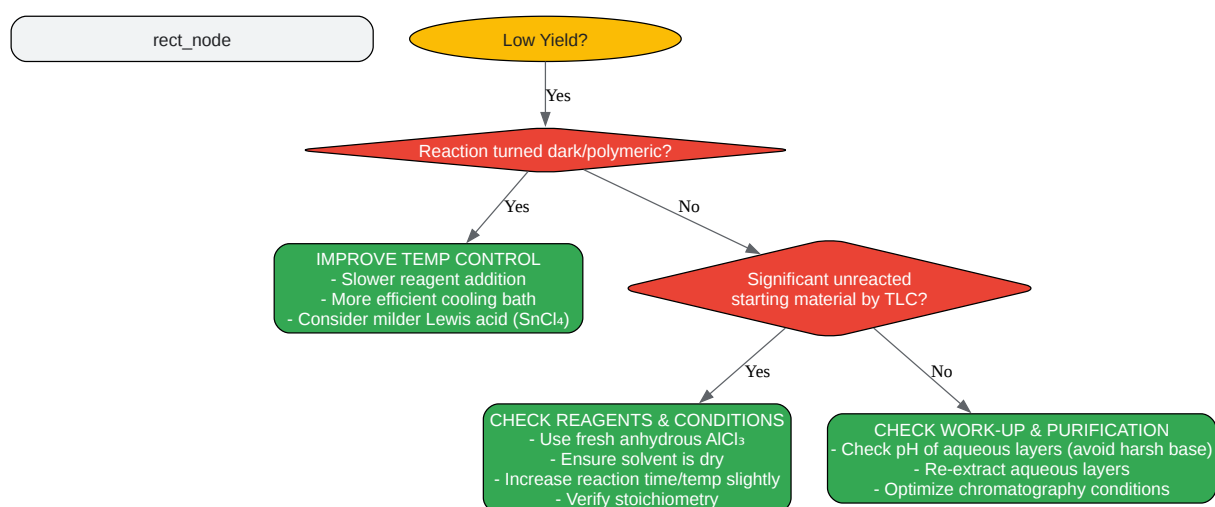 rect_node
Low Yield?
Yes
Reaction turned dark/polymeric?
Yes
No
IMPROVE TEMP CONTROL
- Slower reagent addition
- More efficient cooling bath
- Consider milder Lewis acid (SnCl₄)
Significant unreacted
starting material by TLC?
Yes
No
CHECK REAGENTS & CONDITIONS
- Use fresh anhydrous AlCl₃
- Ensure solvent is dry
- Increase reaction time/temp slightly
- Verify stoichiometry
CHECK WORK-UP & PURIFICATION
- Check pH of aqueous layers (avoid harsh base)
- Re-extract aqueous layers
- Optimize chromatography conditions